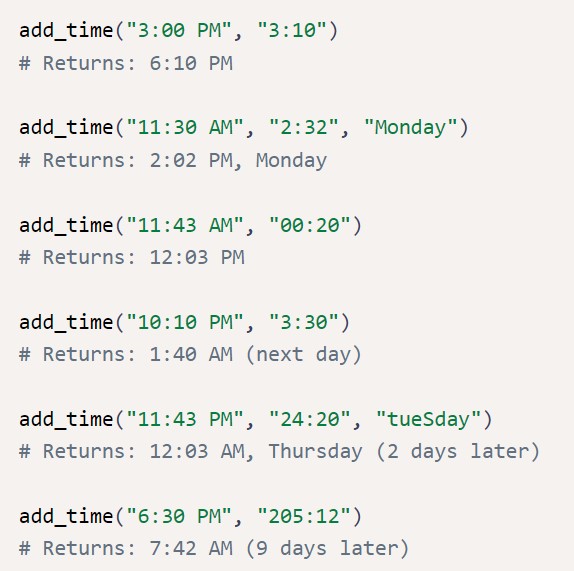 add_time("3:00 PM", "3:10")
# Returns: 6:10 PM
add_time("11:30 AM", "2:32", "Monday")
# Returns: 2:02 PM, Monday
add_time("11:43 AM", "00:20")
# Returns: 12:03 PM
add_time("10:10 PM", "3:30")
# Returns: 1:40 AM (next day)
add_time("11:43 PM", "24:20", "tueSday")
# Returns: 12:03 AM, Thursday (2 days later)
add_time("6:30 PM", "205:12")
# Returns: 7:42 AM (9 days later)